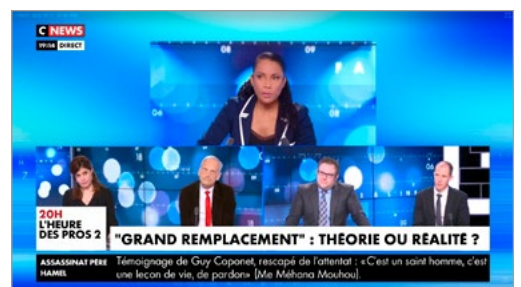 C NEWS
19:14 DIRECT
20H
L'HEURE
DES PROS 2
"GRAND REMPLACEMENT" : THÉORIE OU RÉALITÉ ?
ASSASSINAT PÈRE
HAMEL
Témoignage de Guy Coponet, rescapé de l'attentat : «C'est un saint homme, c'est
une leçon de vie, de pardon» (Me Méhana Mouhou).